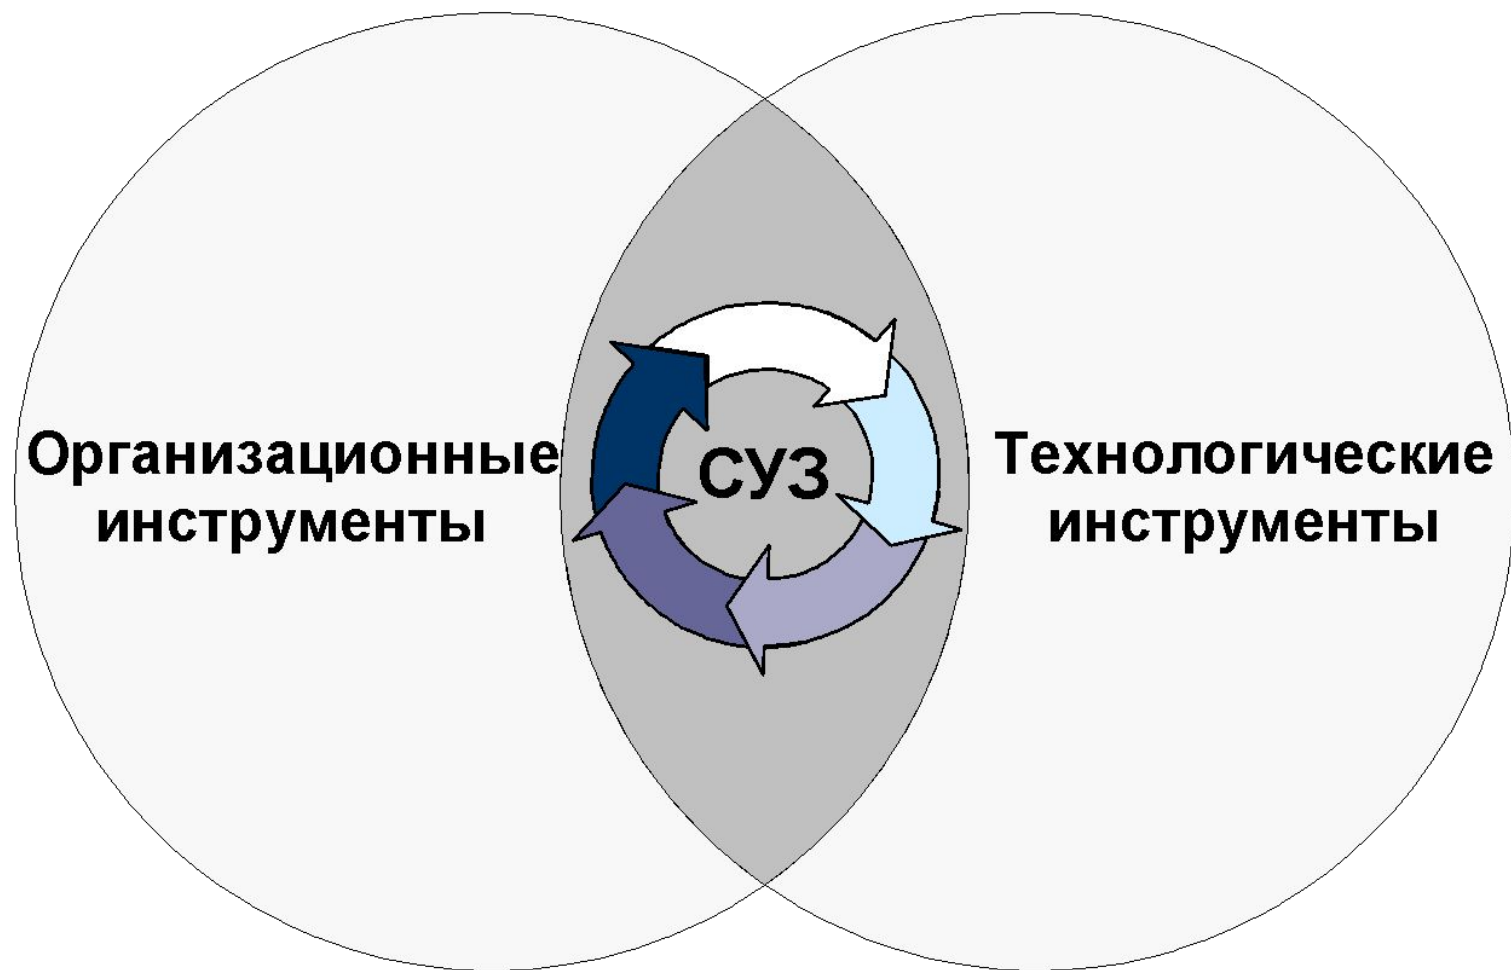 Организационные
инструменты
СУЗ
Технологические
инструменты